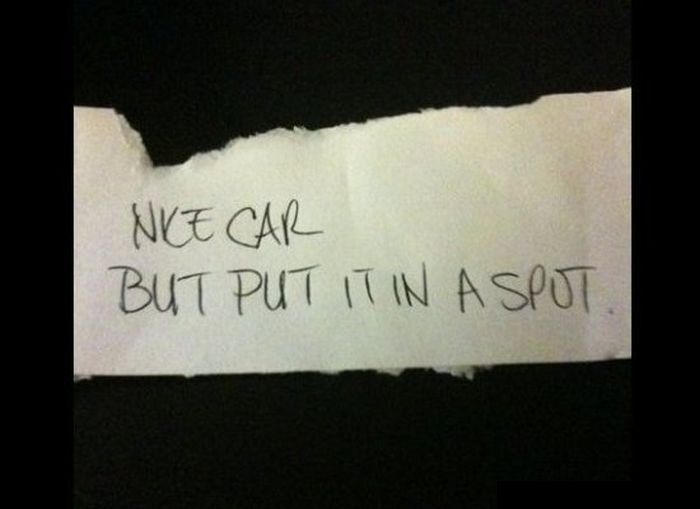 NICE CAR
BUT PUT IT IN A SPOT.